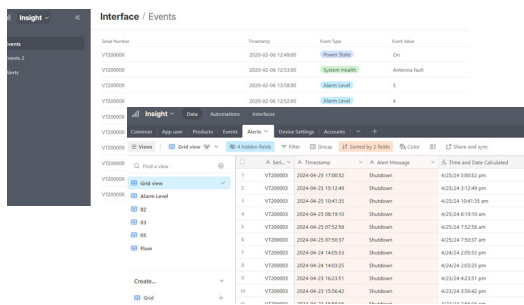 Insight
Interface / Events
Events
Events 2
Alerts
Serial Number Timestamp Event Type Event Value
VT200000 2020-02-06 12:49:00 Power State On
VT200000 2020-02-06 12:53:00 System Health Antenna fault
VT200000 2020-02-06 13:58:00 Alarm Level 5
VT200000 2020-02-06 12:52:00 Alarm Level 4
VT200000
VT200000
VT200000
VT200000
VT200000
Insight Data Automations Interfaces
Common App user Products Events Alerts Device Settings Accounts +
Views Grid view 4 hidden fields Filter Group Sorted by 2 fields Color Share and sync
Find a view
Grid view
Alarm Level
02
03
05
Fluor
Create...
Grid +
A Seri... A Timestamp A Alert Message Time and Date Calculated
1 VT200003 2024-04-25 17:00:52 Shutdown 4/25/24 5:00:52 pm
2 VT200003 2024-04-25 15:12:49 Shutdown 4/25/24 3:12:49 pm
3 VT200003 2024-04-25 10:41:35 Shutdown 4/25/24 10:41:35 am
4 VT200003 2024-04-25 08:19:10 Shutdown 4/25/24 8:19:10 am
5 VT200003 2024-04-25 07:52:58 Shutdown 4/25/24 7:52:58 am
6 VT200003 2024-04-25 07:50:37 Shutdown 4/25/24 7:50:37 am
7 VT200003 2024-04-24 14:05:53 Shutdown 4/24/24 2:05:53 pm
8 VT200003 2024-04-24 14:03:25 Shutdown 4/24/24 2:03:25 pm
9 VT200003 2024-04-23 16:23:51 Shutdown 4/23/24 4:23:51 pm
10 VT200003 2024-04-23 15:56:42 Shutdown 4/23/24 3:56:42 pm